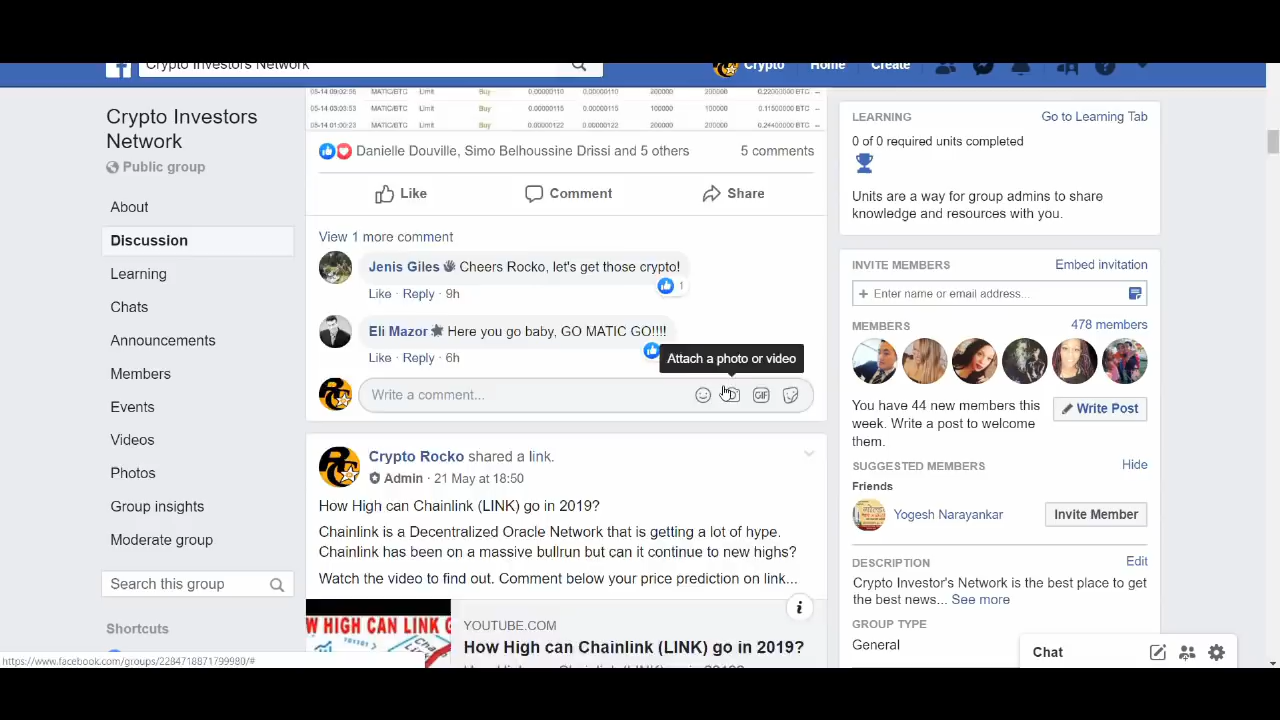 Crypto Investors Network
Crypto
Home
Create
Crypto Investors
Network
Public group
About
Discussion
Learning
Chats
Announcements
Members
Events
Videos
Photos
Group insights
Moderate group
Search this group
Shortcuts
https://www.facebook.com/groups/2284718871799980/#
05-14 09:02:56 MATIC/BTC Limit Buy 0.00000110 200000 200000 0.22000000 BTC
05-14 03:03:53 MATIC/BTC Limit Buy 0.00000115 100000 100000 0.11500000 BTC
05-14 01:00:23 MATIC/BTC Limit Buy 0.00000122 200000 200000 0.24400000 BTC
Danielle Douville, Simo Belhoussine Drissi and 5 others 5 comments
Like Comment Share
View 1 more comment
Jenis Giles Cheers Rocko, let's get those crypto!
1
Like · Reply · 9h
Eli Mazor Here you go baby, GO MATIC GO!!!!
Like · Reply · 6h
Attach a photo or video
Write a comment...
GIF
Crypto Rocko shared a link.
Admin · 21 May at 18:50
How High can Chainlink (LINK) go in 2019?
Chainlink is a Decentralized Oracle Network that is getting a lot of hype.
Chainlink has been on a massive bullrun but can it continue to new highs?
Watch the video to find out. Comment below your price prediction on link...
W HIGH CAN LINK G
YOUTUBE.COM
How High can Chainlink (LINK) go in 2019?
LEARNING
Go to Learning Tab
0 of 0 required units completed
Units are a way for group admins to share
knowledge and resources with you.
INVITE MEMBERS
Embed invitation
+ Enter name or email address...
MEMBERS
478 members
You have 44 new members this
week. Write a post to welcome
them.
Write Post
SUGGESTED MEMBERS
Hide
Friends
Yogesh Narayankar
Invite Member
DESCRIPTION
Edit
Crypto Investor's Network is the best place to get
the best news... See more
GROUP TYPE
General
Chat